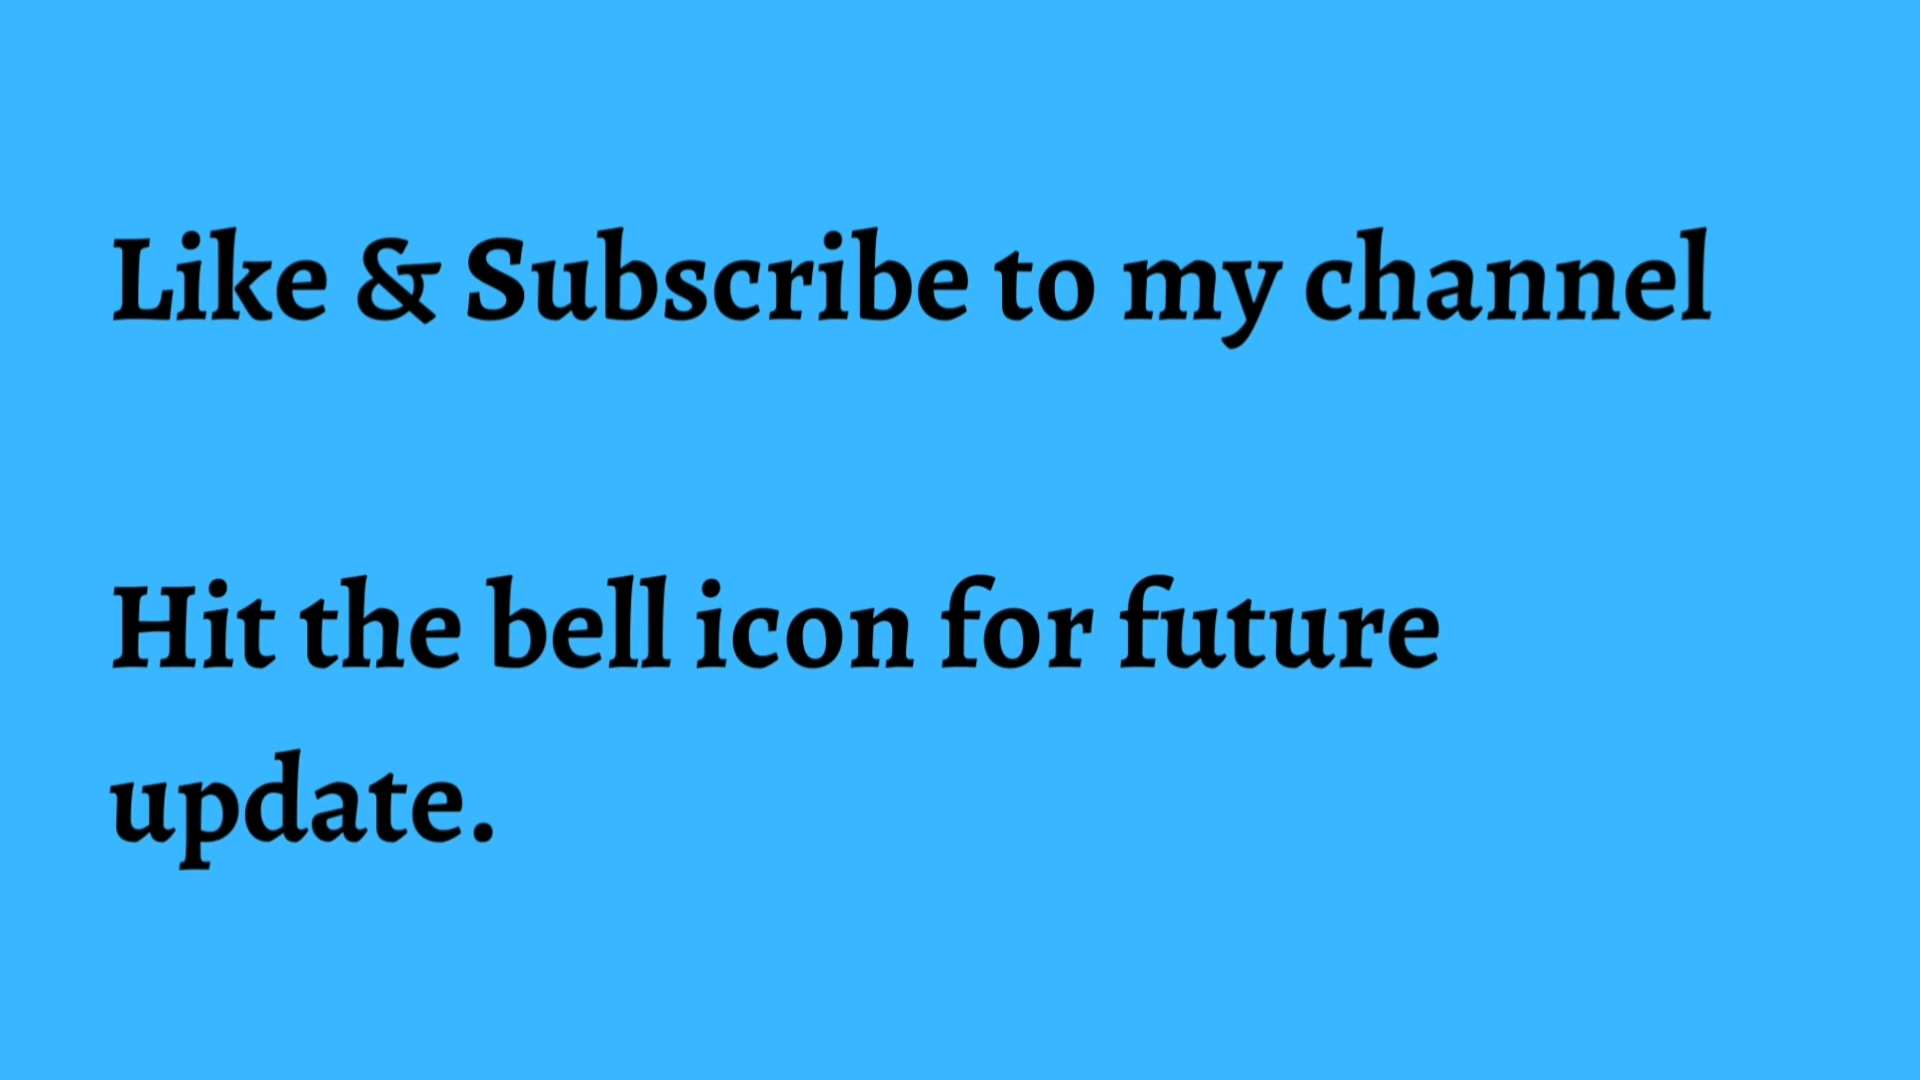 Like & Subscribe to my channel
Hit the bell icon for future
update.